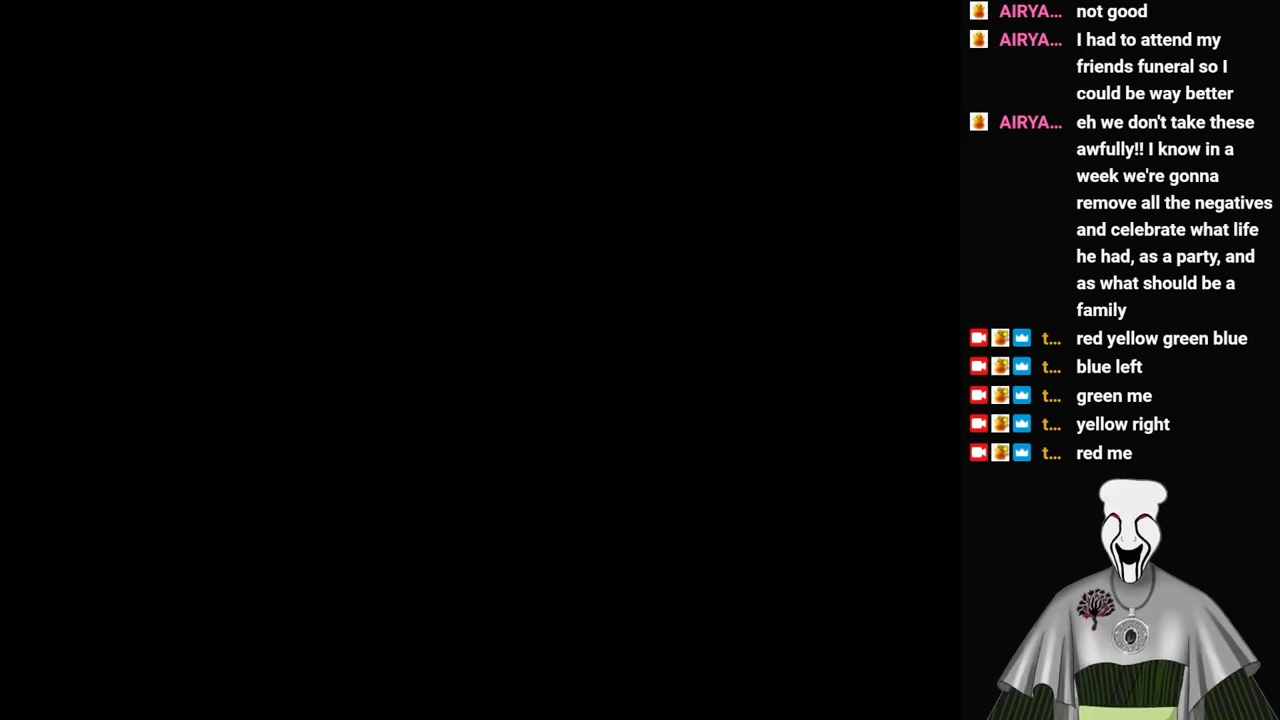 AIRYA... not good
AIRYA... I had to attend my
friends funeral so I
could be way better
AIRYA... eh we don't take these
awfully!! I know in a
week we're gonna
remove all the negatives
and celebrate what life
he had, as a party, and
as what should be a
family
t... red yellow green blue
t... blue left
t... green me
t... yellow right
t... red me